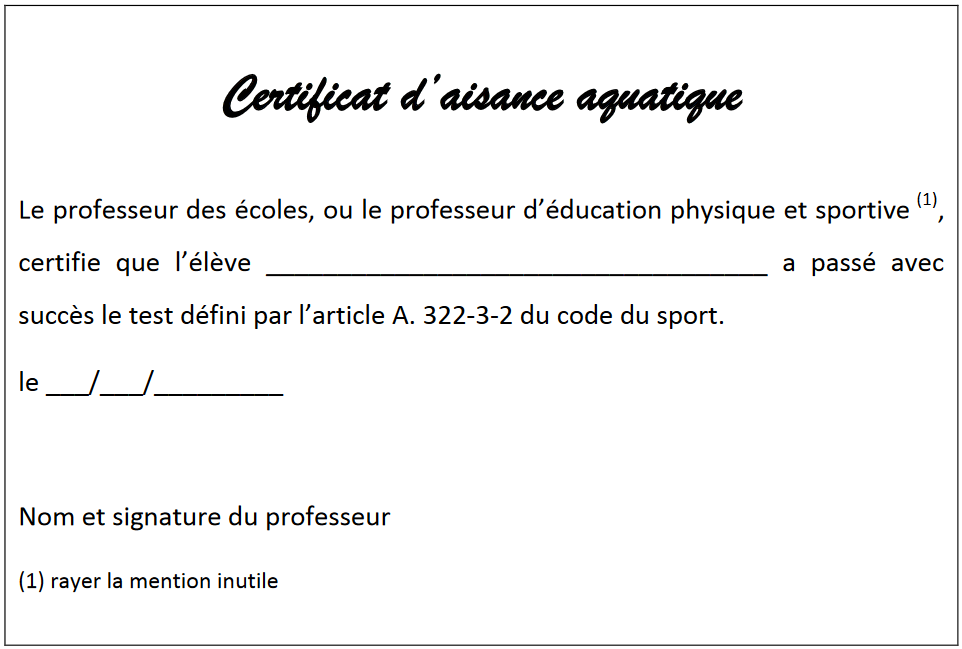 Certificat d’aisance aquatique
Le professeur des écoles, ou le professeur d’éducation physique et sportive (1),
certifie que l’élève ___________________________________ a passé avec
succès le test défini par l’article A. 322-3-2 du code du sport.
le ___/___/_________
Nom et signature du professeur
(1) rayer la mention inutile